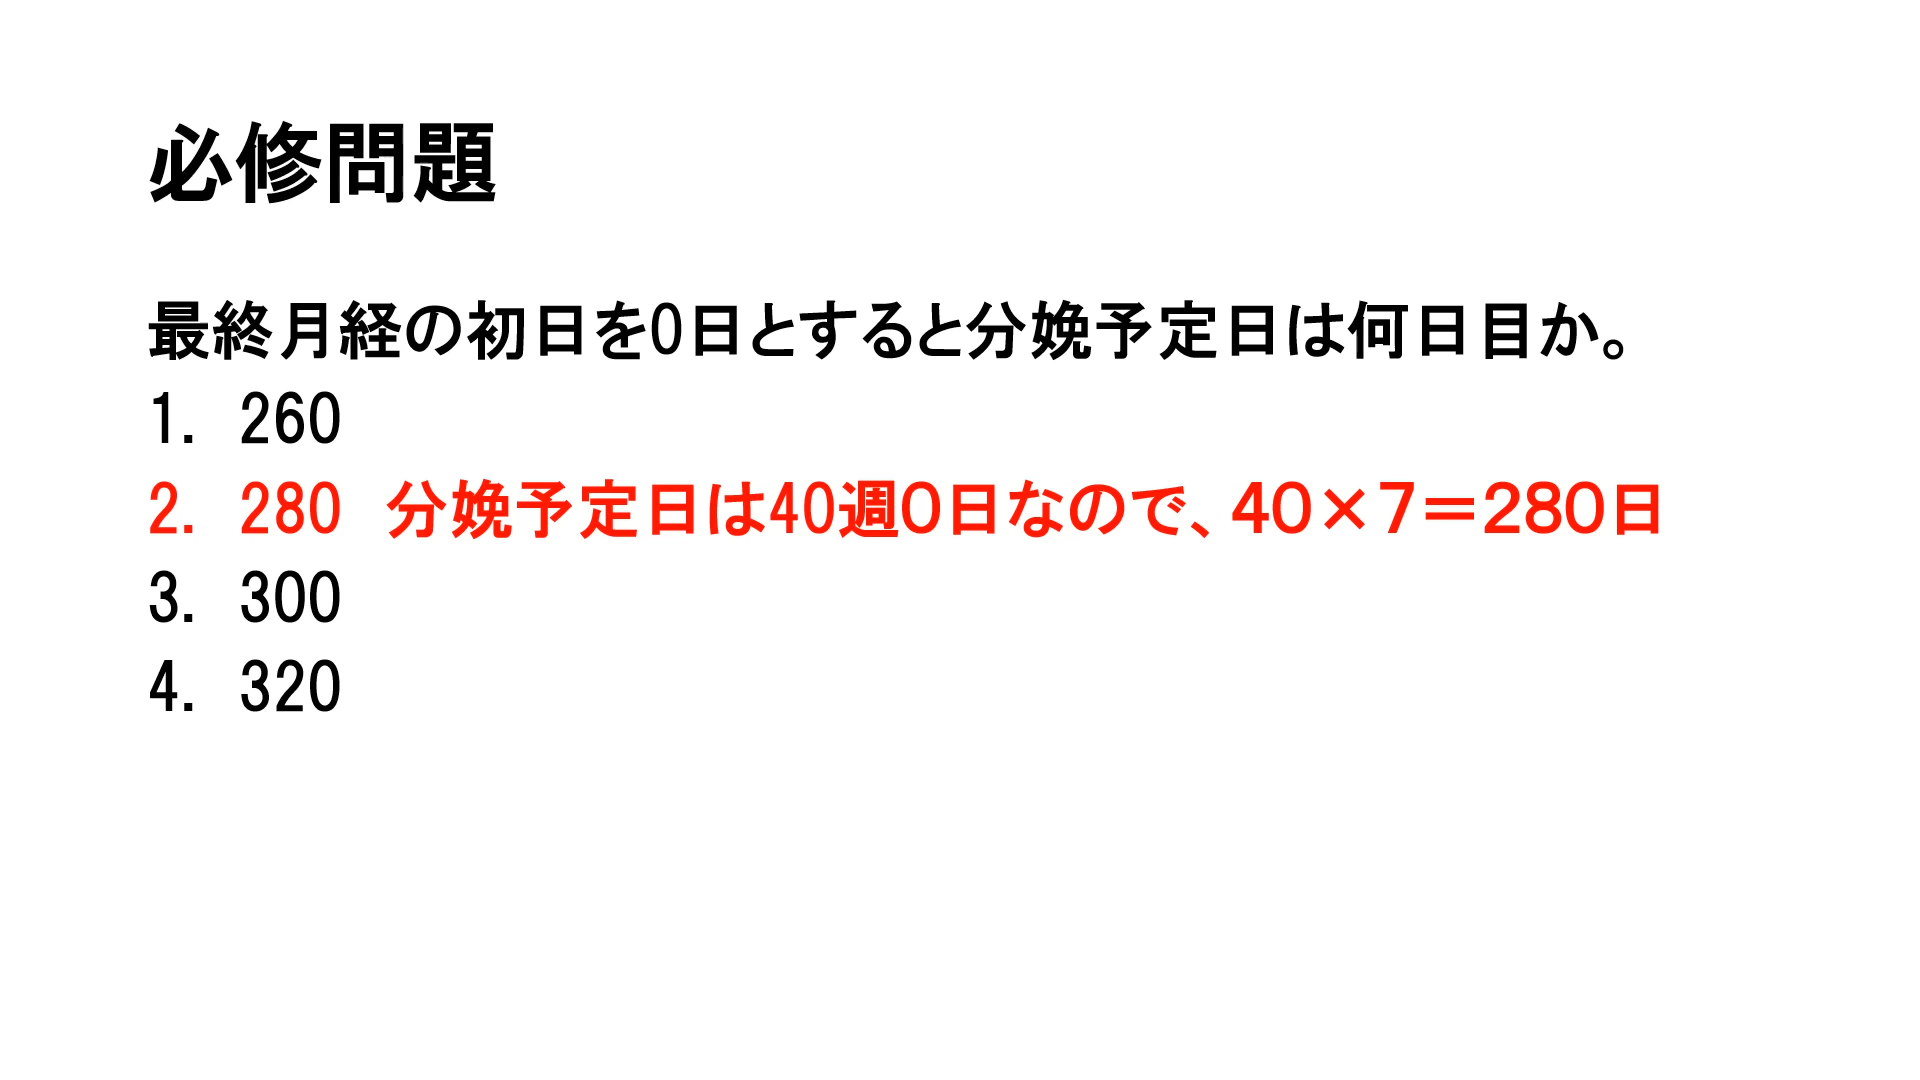 必修問題
最終月経の初日を0日とすると分娩予定日は何日目か。
1. 260
2. 280　分娩予定日は40週０日なので、４０×７＝２８０日
3. 300
4. 320